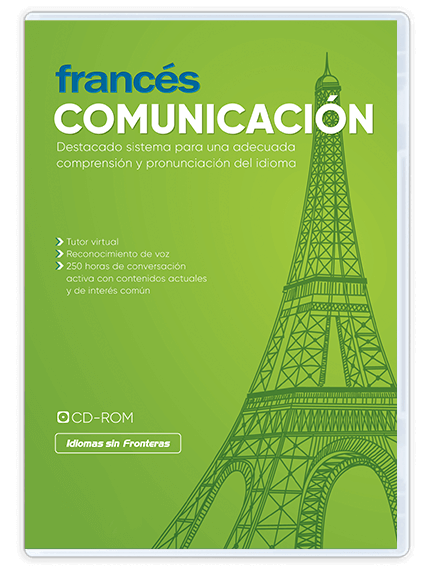 francés
COMUNICACIÓN
Destacado sistema para una adecuada
comprensión y pronunciación del idioma
Tutor virtual
Reconocimiento de voz
250 horas de conversación
activa con contenidos actuales
y de interés común
CD-ROM
Idiomas sin Fronteras